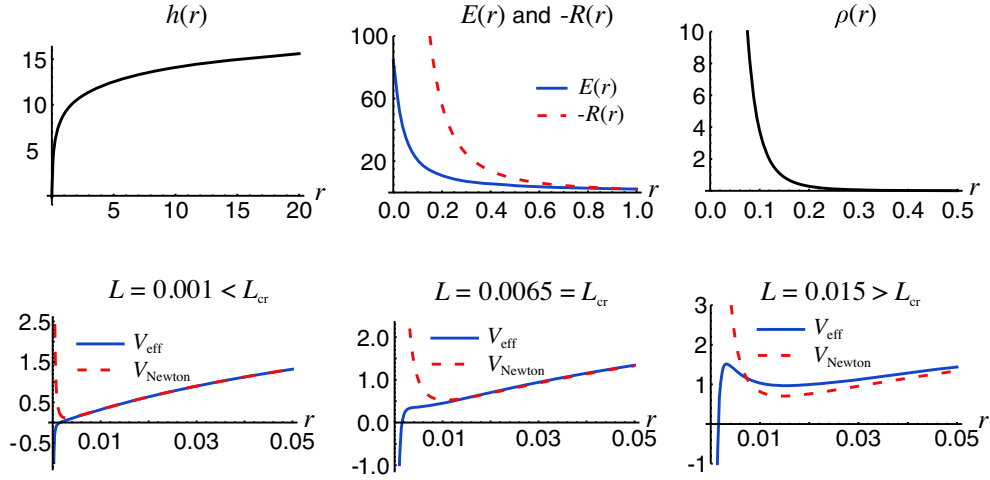 h(r)
15
10
5
5 10 15 20 r
E(r) and -R(r)
100
60
20
E(r)
-R(r)
0.0 0.2 0.4 0.6 0.8 1.0 r
ρ(r)
10
8
6
4
2
0.0 0.1 0.2 0.3 0.4 0.5 r
L = 0.001 < L_cr
2.5
1.5
0.5
-0.5
V_eff
V_Newton
0.01 0.03 0.05 r
L = 0.0065 = L_cr
2.0
1.0
0.0
-1.0
V_eff
V_Newton
0.01 0.03 0.05 r
L = 0.015 > L_cr
3
2
1
-1
V_eff
V_Newton
0.01 0.03 0.05 r